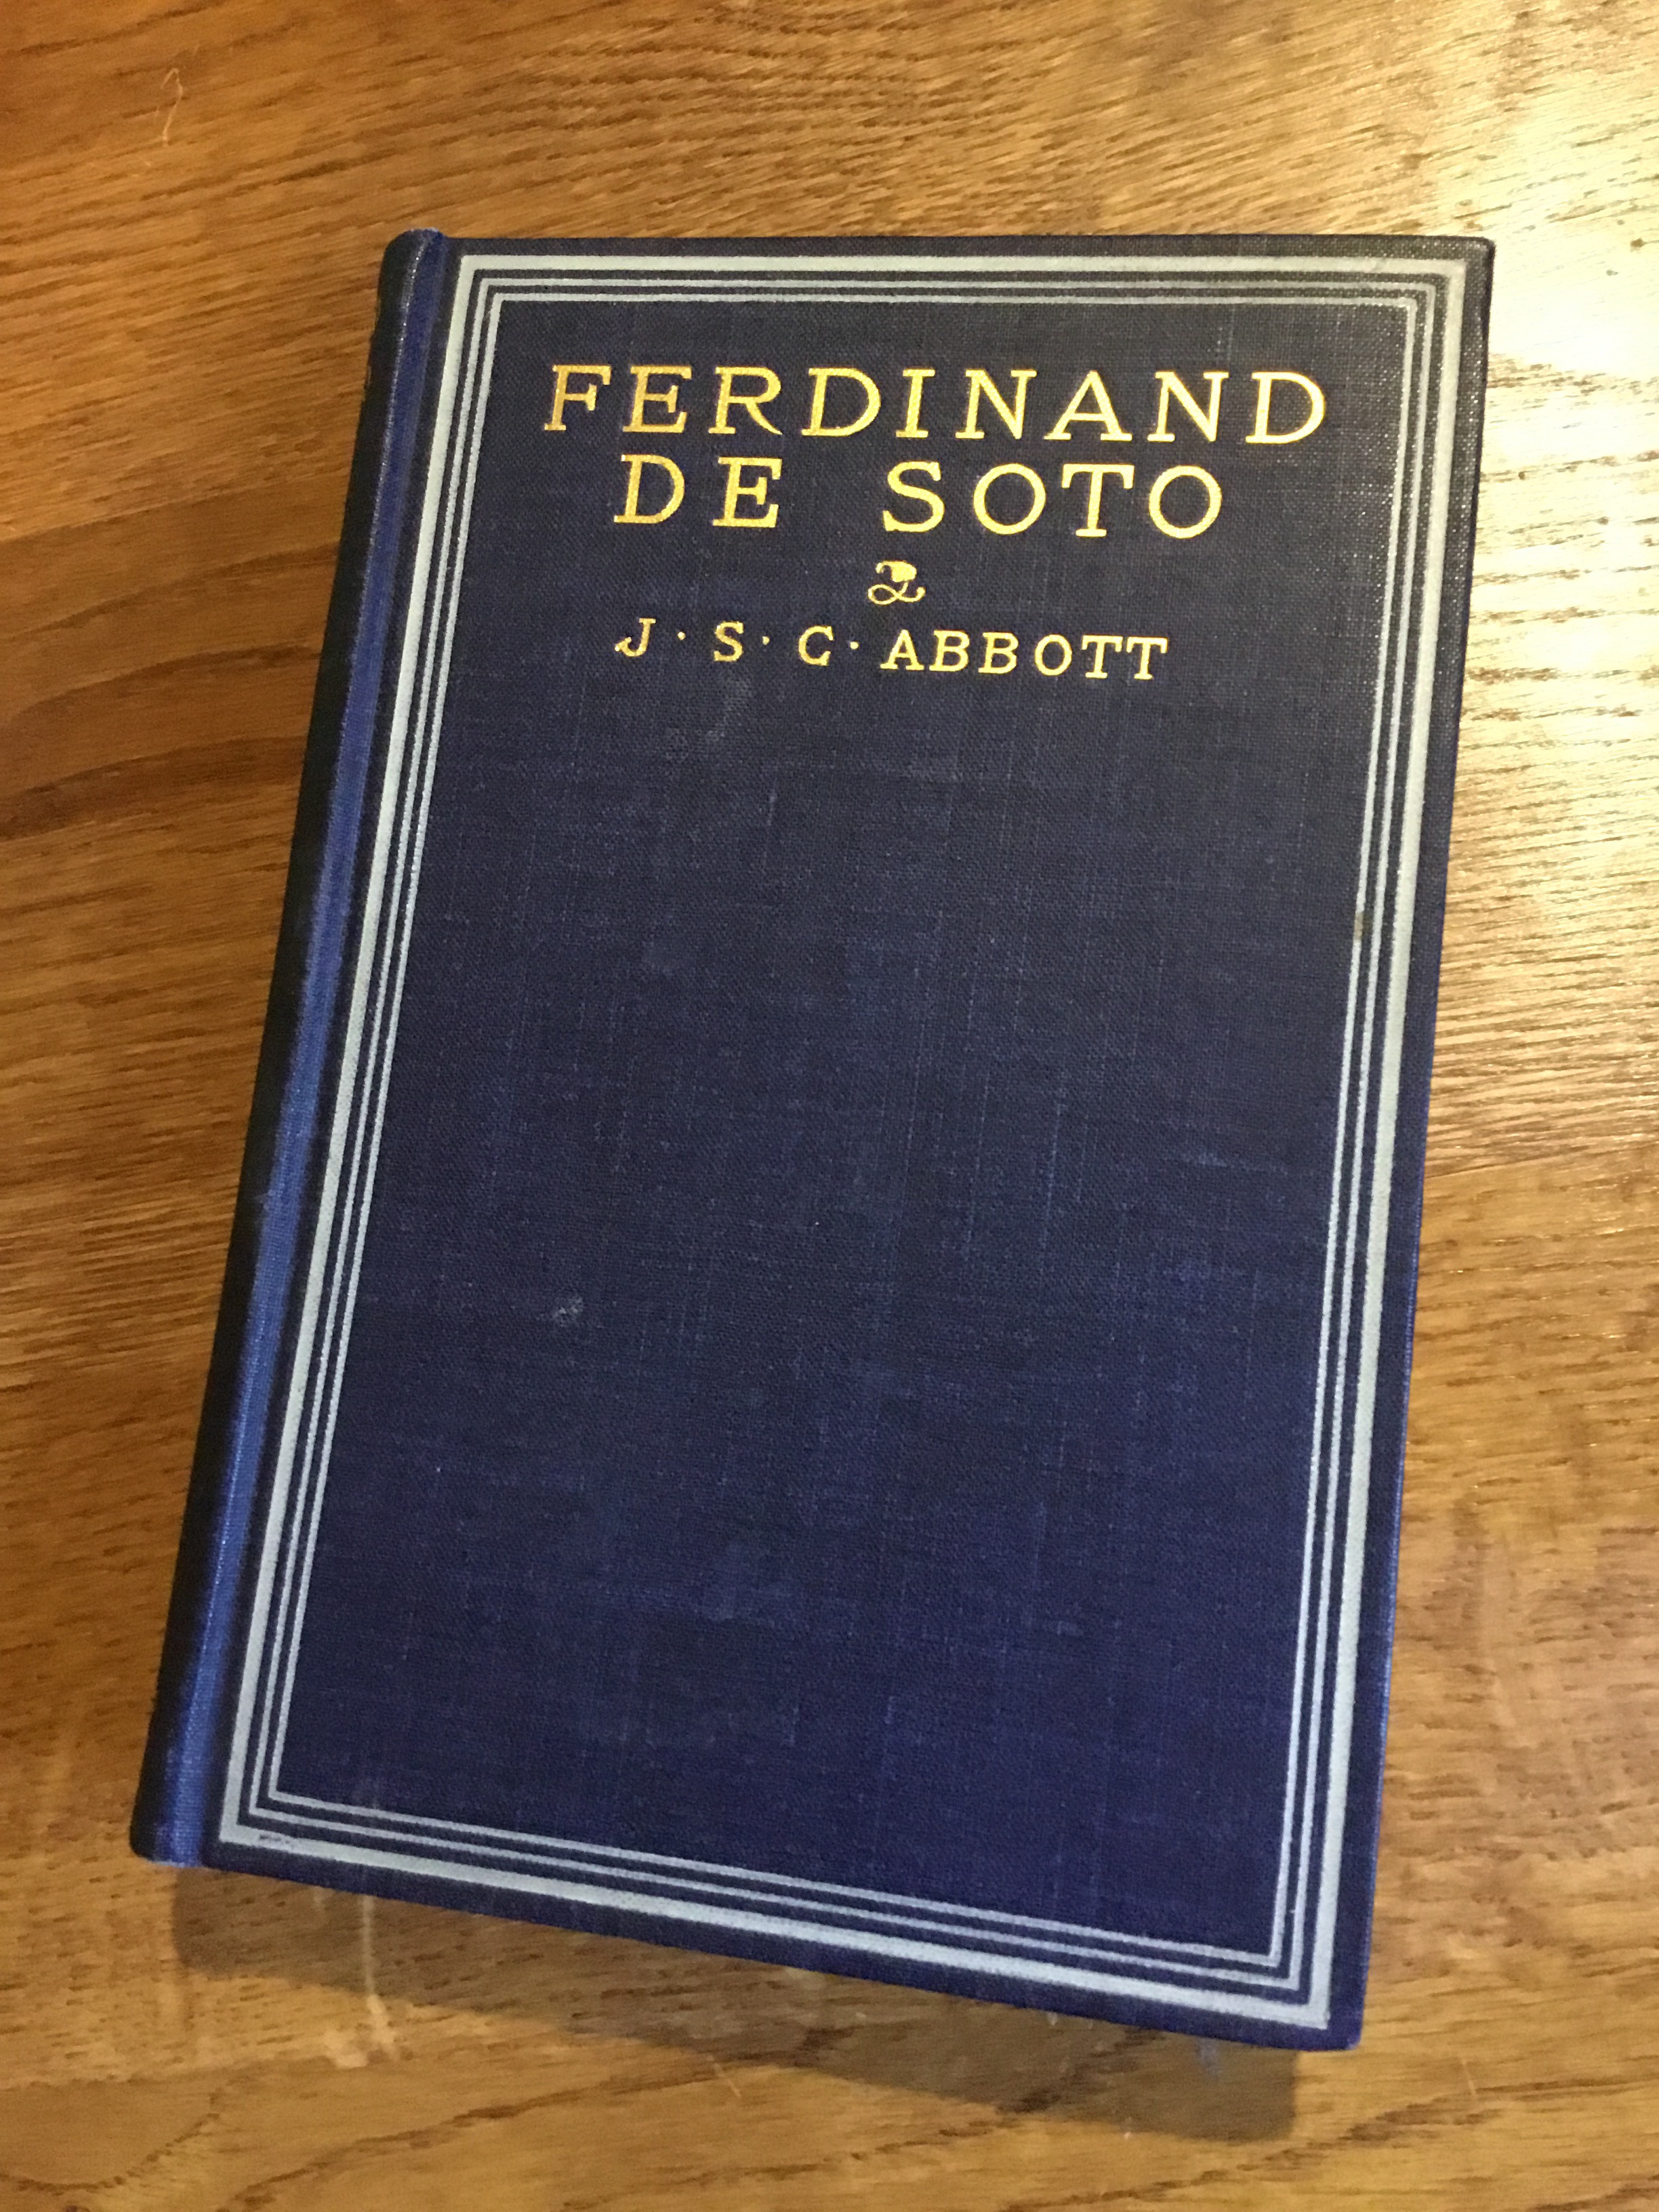 FERDINAND
DE SOTO
J·S·C·ABBOTT